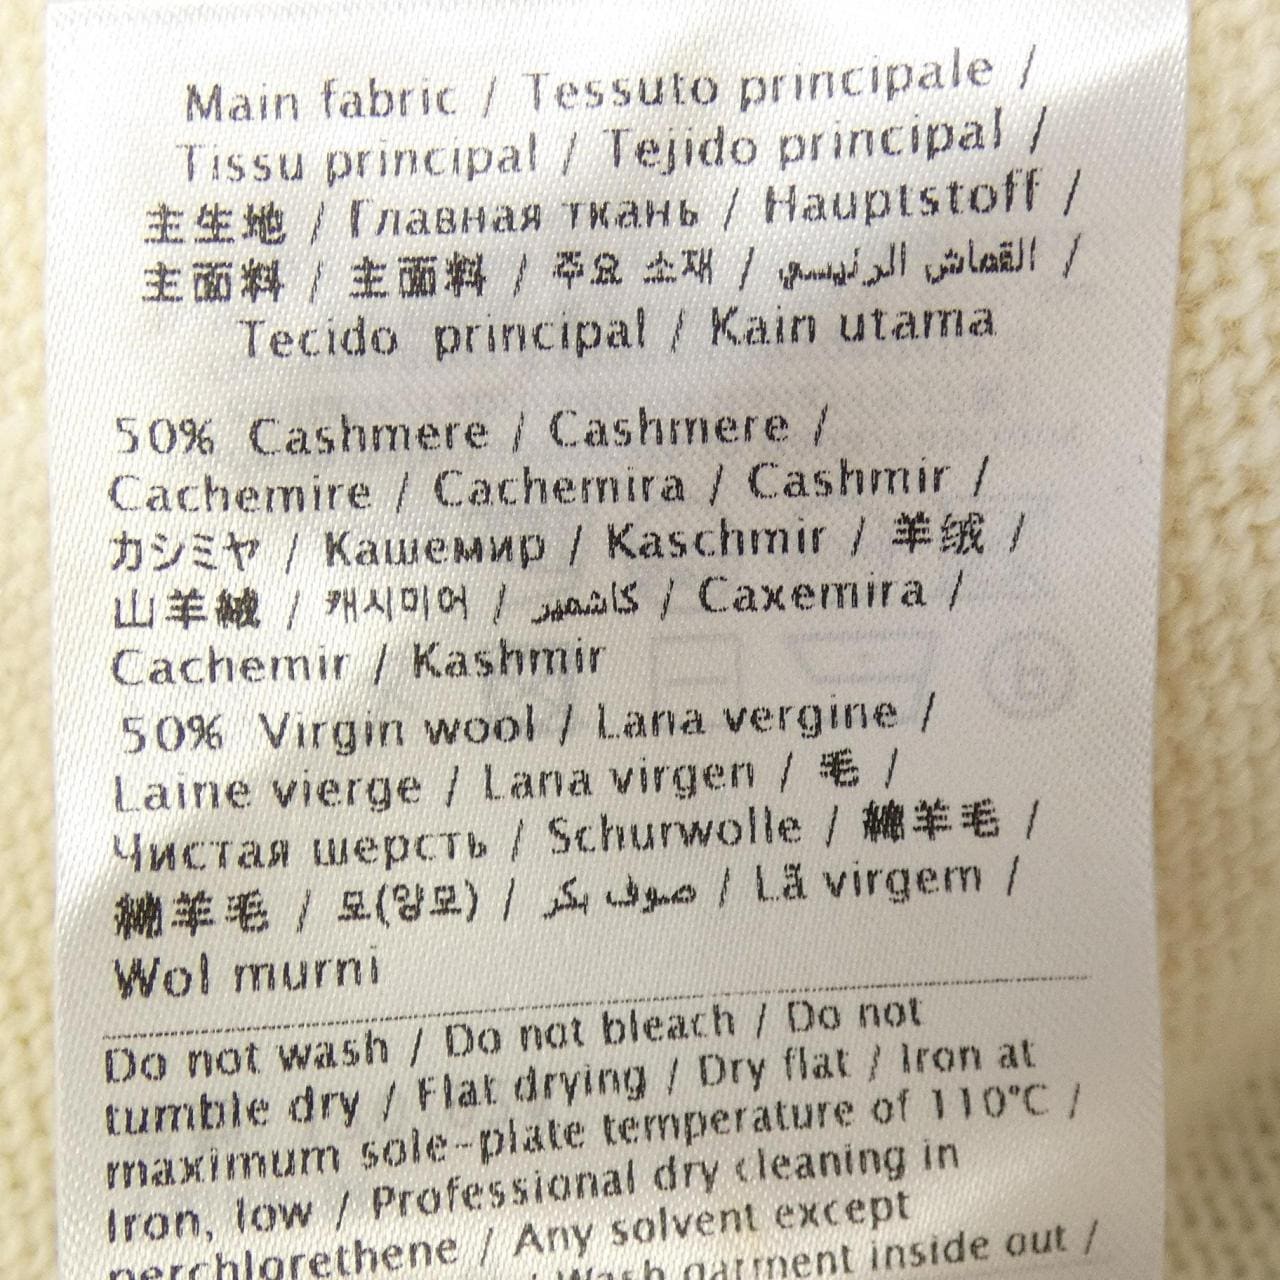 Main fabric / Tessuto principale /
Tissu principal / Tejido principal /
主生地 / Главная ткань / Hauptstoff /
主面料 / 主面料 / 주요 소재 / القماش الرئيسي /
Tecido principal / Kain utama
50% Cashmere / Cashmere /
Cachemire / Cachemira / Cashmir /
カシミヤ / Кашемир / Kaschmir / 羊绒 /
山羊絨 / 캐시미어 / كاشمير / Caxemira /
Cachemir / Kashmir
50% Virgin wool / Lana vergine /
Laine vierge / Lana virgen / 毛 /
Чистая шерсть / Schurwolle / 綿羊毛 /
綿羊毛 / 모(양모) / صوف بكر / Lã virgem /
Wol murni
Do not wash / Do not bleach / Do not
tumble dry / Flat drying / Dry flat / Iron at
maximum sole-plate temperature of 110°C /
Iron, low / Professional dry cleaning in
perchlorethene / Any solvent except
/ Wash garment inside out /